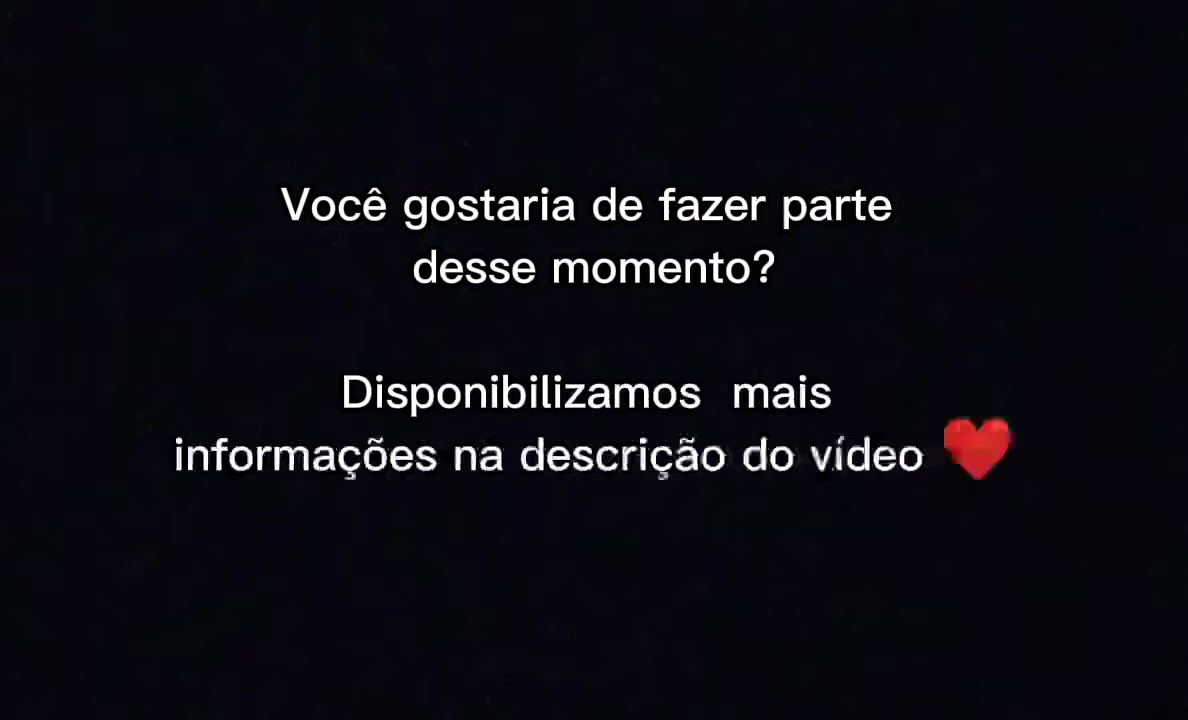 Você gostaria de fazer parte
desse momento?
Disponibilizamos mais
informações na descrição do vídeo ❤️